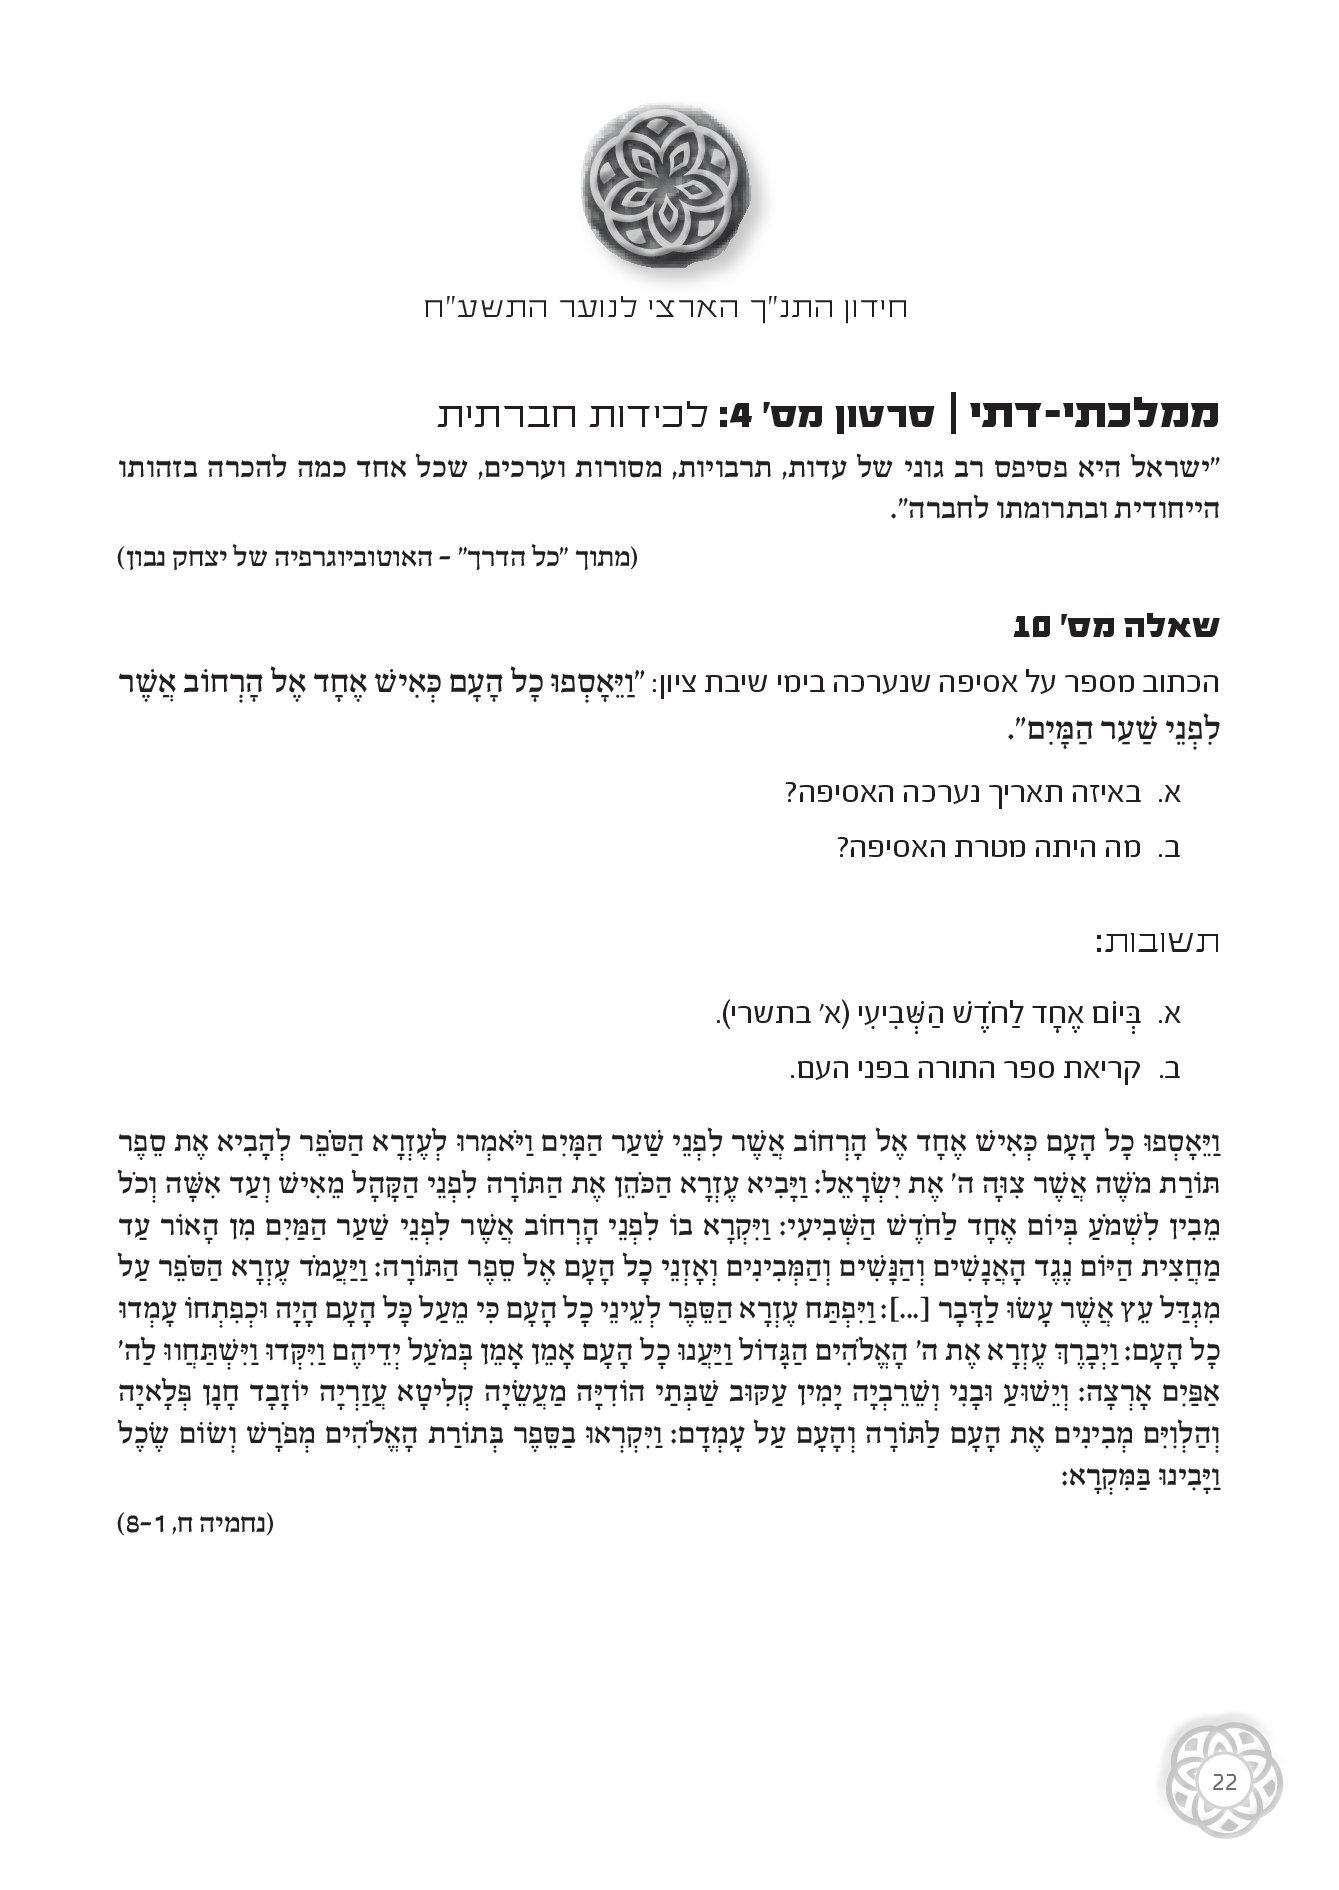 חידון התנ"ך הארצי לנוער התשע"ח
ממלכתי-דתי | סרטון מס' 4: לכידות חברתית
"ישראל היא פסיפס רב גוני של עדות, תרבויות, מסורות וערכים, שכל אחד כמה להכרה בזהותו
הייחודית ובתרומתו לחברה".
(מתוך "כל הדרך" – האוטוביוגרפיה של יצחק נבון)
שאלה מס' 10
הכתוב מספר על אסיפה שנערכה בימי שיבת ציון: "וַיֵּאָסְפוּ כָל הָעָם כְּאִישׁ אֶחָד אֶל הָרְחוֹב אֲשֶׁר
לִפְנֵי שַׁעַר הַמָּיִם".
א. באיזה תאריך נערכה האסיפה?
ב. מה היתה מטרת האסיפה?
תשובות:
א. בְּיוֹם אֶחָד לַחֹדֶשׁ הַשְּׁבִיעִי (א' בתשרי).
ב. קריאת ספר התורה בפני העם.
וַיֵּאָסְפוּ כָל הָעָם כְּאִישׁ אֶחָד אֶל הָרְחוֹב אֲשֶׁר לִפְנֵי שַׁעַר הַמָּיִם וַיֹּאמְרוּ לְעֶזְרָא הַסֹּפֵר לְהָבִיא אֶת סֵפֶר
תּוֹרַת מֹשֶׁה אֲשֶׁר צִוָּה ה' אֶת יִשְׂרָאֵל: וַיָּבִיא עֶזְרָא הַכֹּהֵן אֶת הַתּוֹרָה לִפְנֵי הַקָּהָל מֵאִישׁ וְעַד אִשָּׁה וְכֹל
מֵבִין לִשְׁמֹעַ בְּיוֹם אֶחָד לַחֹדֶשׁ הַשְּׁבִיעִי: וַיִּקְרָא בוֹ לִפְנֵי הָרְחוֹב אֲשֶׁר לִפְנֵי שַׁעַר הַמַּיִם מִן הָאוֹר עַד
מַחֲצִית הַיּוֹם נֶגֶד הָאֲנָשִׁים וְהַנָּשִׁים וְהַמְּבִינִים וְאָזְנֵי כָל הָעָם אֶל סֵפֶר הַתּוֹרָה: וַיַּעֲמֹד עֶזְרָא הַסֹּפֵר עַל
מִגְדַּל עֵץ אֲשֶׁר עָשׂוּ לַדָּבָר [...]: וַיִּפְתַּח עֶזְרָא הַסֵּפֶר לְעֵינֵי כָל הָעָם כִּי מֵעַל כָּל הָעָם הָיָה וּכְפִתְחוֹ עָמְדוּ
כָל הָעָם: וַיְבָרֶךְ עֶזְרָא אֶת ה' הָאֱלֹהִים הַגָּדוֹל וַיַּעֲנוּ כָל הָעָם אָמֵן אָמֵן בְּמֹעַל יְדֵיהֶם וַיִּקְּדוּ וַיִּשְׁתַּחֲווּ לַה'
אַפַּיִם אָרְצָה: וְיֵשׁוּעַ וּבָנִי וְשֵׁרֵבְיָה יָמִין עַקּוּב שַׁבְּתַי הוֹדִיָּה מַעֲשֵׂיָה קְלִיטָא עֲזַרְיָה יוֹזָבָד חָנָן פְּלָאיָה
וְהַלְוִיִּם מְבִינִים אֶת הָעָם לַתּוֹרָה וְהָעָם עַל עָמְדָם: וַיִּקְרְאוּ בַסֵּפֶר בְּתוֹרַת הָאֱלֹהִים מְפֹרָשׁ וְשׂוֹם שֶׂכֶל
וַיָּבִינוּ בַּמִּקְרָא:
(נחמיה ח, 1–8)
22